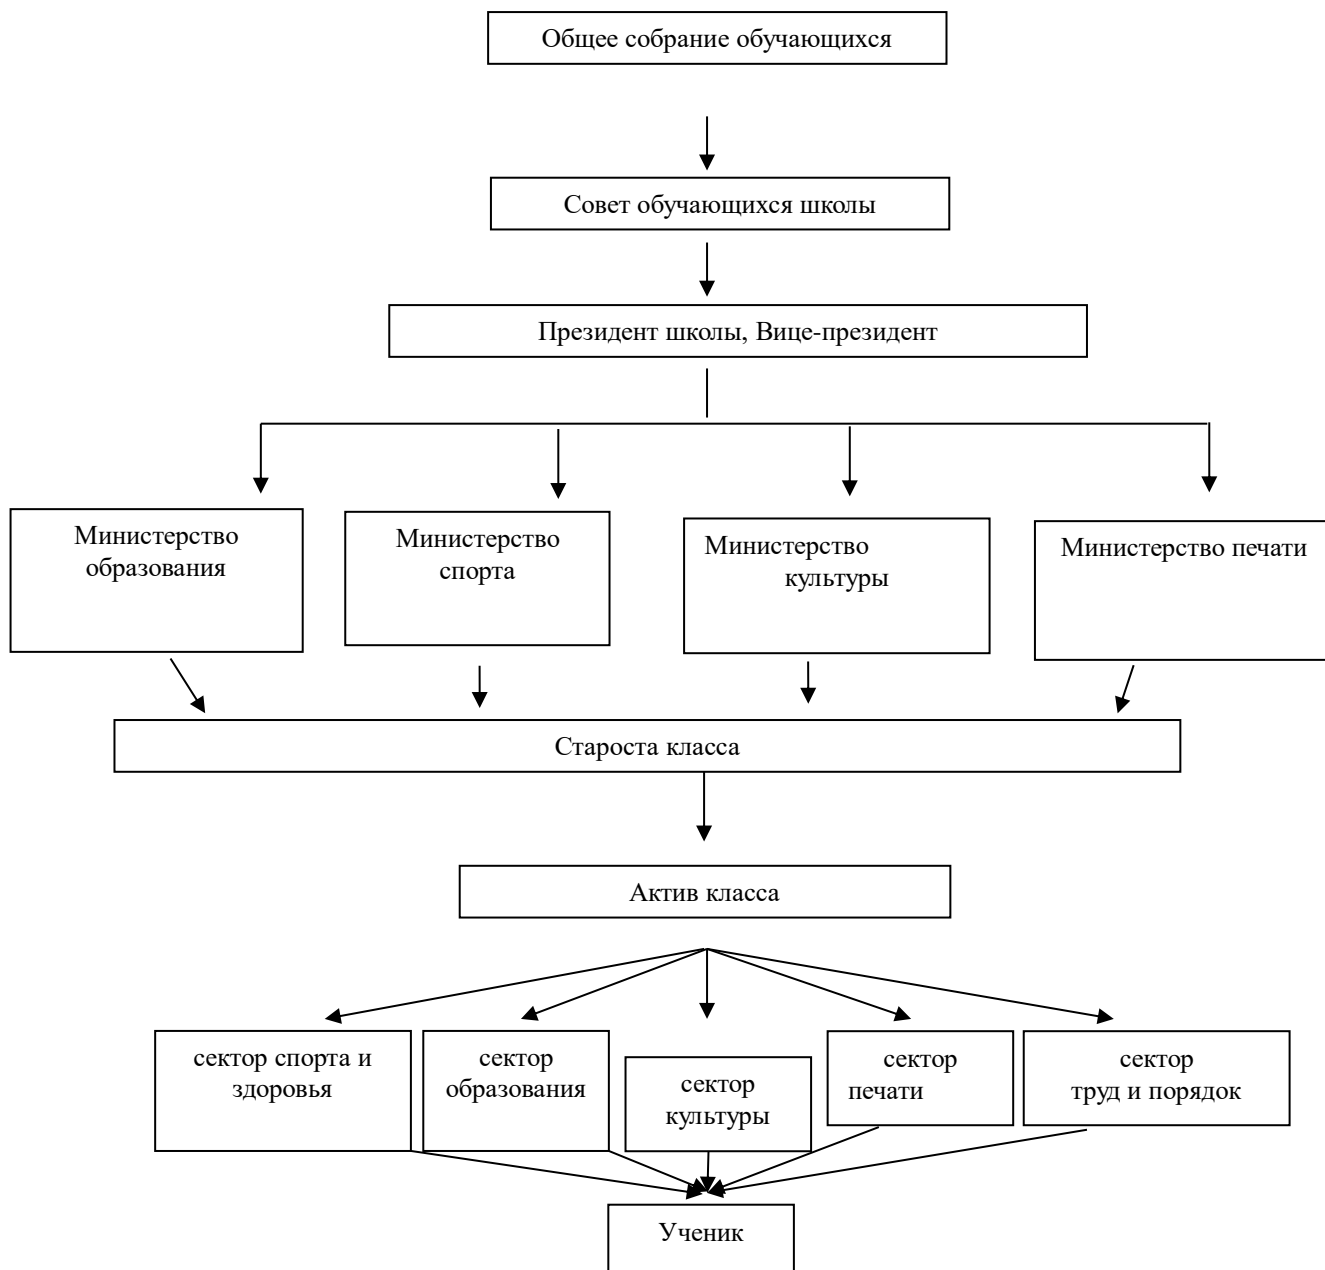 Общее собрание обучающихся
Совет обучающихся школы
Президент школы, Вице-президент
Министерство
образования
Министерство
спорта
Министерство
культуры
Министерство печати
Староста класса
Актив класса
сектор спорта и
здоровья
сектор
образования
сектор
культуры
сектор
печати
сектор
труд и порядок
Ученик